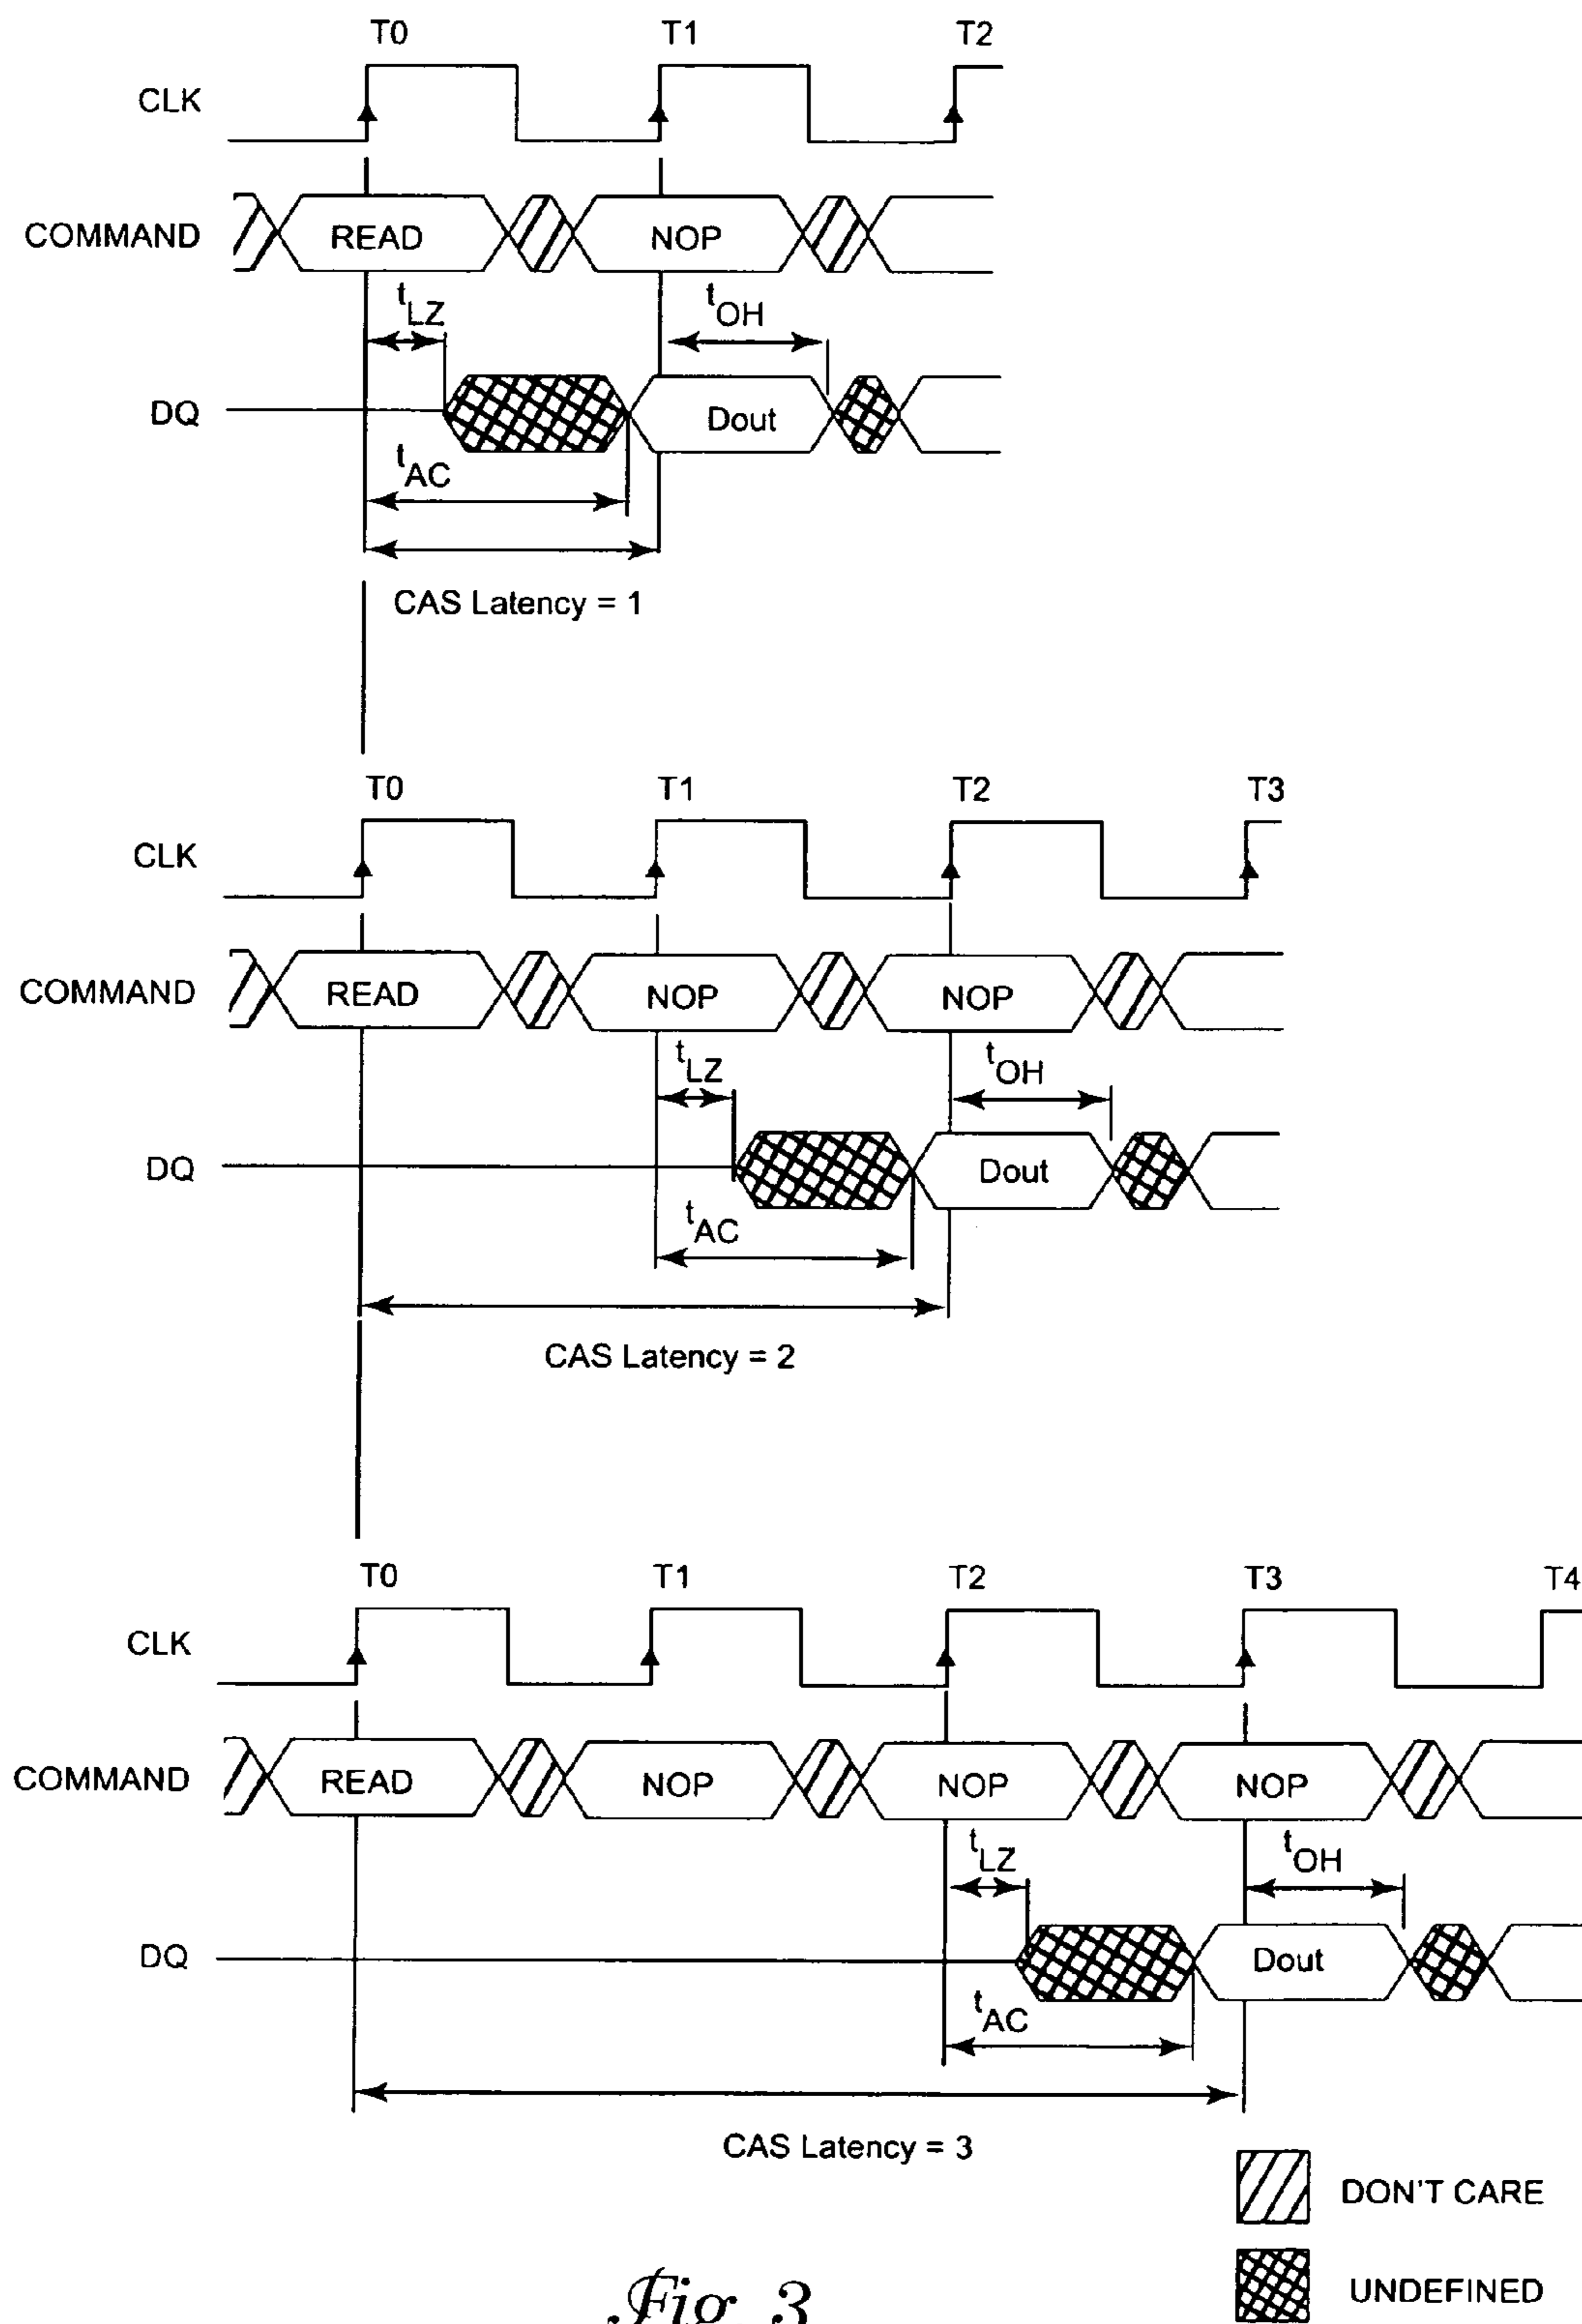 T0 T1 T2
CLK
COMMAND READ NOP
tLZ tOH
DQ Dout
tAC
CAS Latency = 1
T0 T1 T2 T3
CLK
COMMAND READ NOP NOP
tLZ tOH
DQ Dout
tAC
CAS Latency = 2
T0 T1 T2 T3 T4
CLK
COMMAND READ NOP NOP NOP
tLZ tOH
DQ Dout
tAC
CAS Latency = 3
DON'T CARE
UNDEFINED
Fig. 3